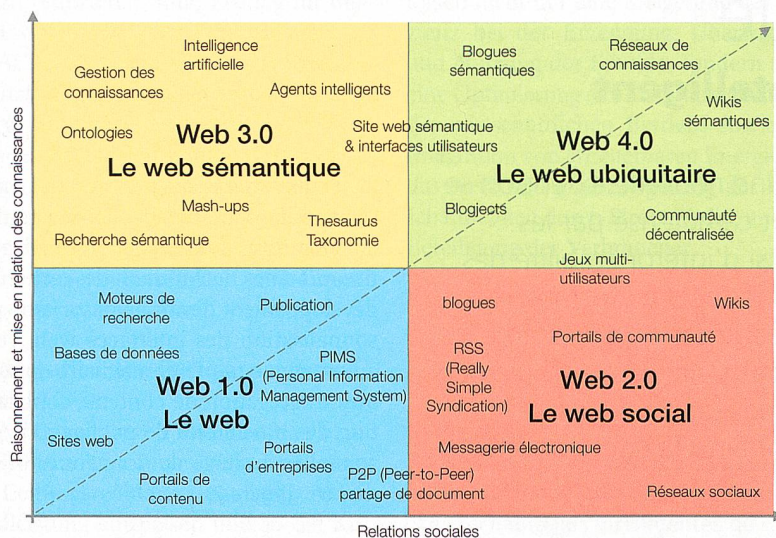 Raisonnement et mise en relation des connaissances
Intelligence
artificielle
Gestion des
connaissances
Agents intelligents
Ontologies
Web 3.0
Le web sémantique
Mash-ups
Recherche sémantique
Thesaurus
Taxonomie
Site web sémantique
& interfaces utilisateurs
Blogues
sémantiques
Réseaux de
connaissances
Wikis
sémantiques
Web 4.0
Le web ubiquitaire
Blogjects
Communauté
décentralisée
Jeux multi-
utilisateurs
Moteurs de
recherche
Publication
Bases de données
PIMS
(Personal Information
Management System)
Web 1.0
Le web
Sites web
Portails
d'entreprises
Portails de
contenu
P2P (Peer-to-Peer)
partage de document
blogues
Wikis
Portails de communauté
RSS
(Really
Simple
Syndication)
Web 2.0
Le web social
Messagerie électronique
Réseaux sociaux
Relations sociales